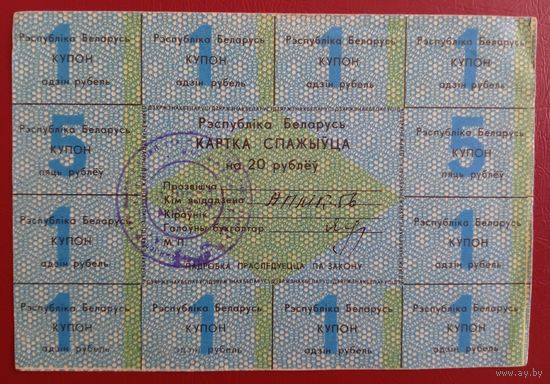 Рэспубліка Беларусь
1
КУПОН
адзін рубель
Рэспубліка Беларусь
1
КУПОН
адзін рубель
Рэспубліка Беларусь
1
КУПОН
адзін рубель
Рэспубліка Беларусь
1
КУПОН
адзін рубель
Рэспубліка Беларусь
5
КУПОН
пяць рублёў
Рэспубліка Беларусь
КАРТКА СПАЖЫЎЦА
на 20 рублёў
Прозвішча
Кім выдадзена
Кіраўнік
Галоўны бухгалтар
М.П.
ПАДРОБКА ПРАСЛЕДУЕЦЦА ПА ЗАКОНУ
Рэспубліка Беларусь
5
КУПОН
пяць рублёў
Рэспубліка Беларусь
1
КУПОН
адзін рубель
Рэспубліка Беларусь
1
КУПОН
адзін рубель
Рэспубліка Беларусь
1
КУПОН
адзін рубель
Рэспубліка Беларусь
1
КУПОН
адзін рубель
Рэспубліка Беларусь
1
КУПОН
адзін рубель
Рэспубліка Беларусь
1
КУПОН
адзін рубель
www.ay.by